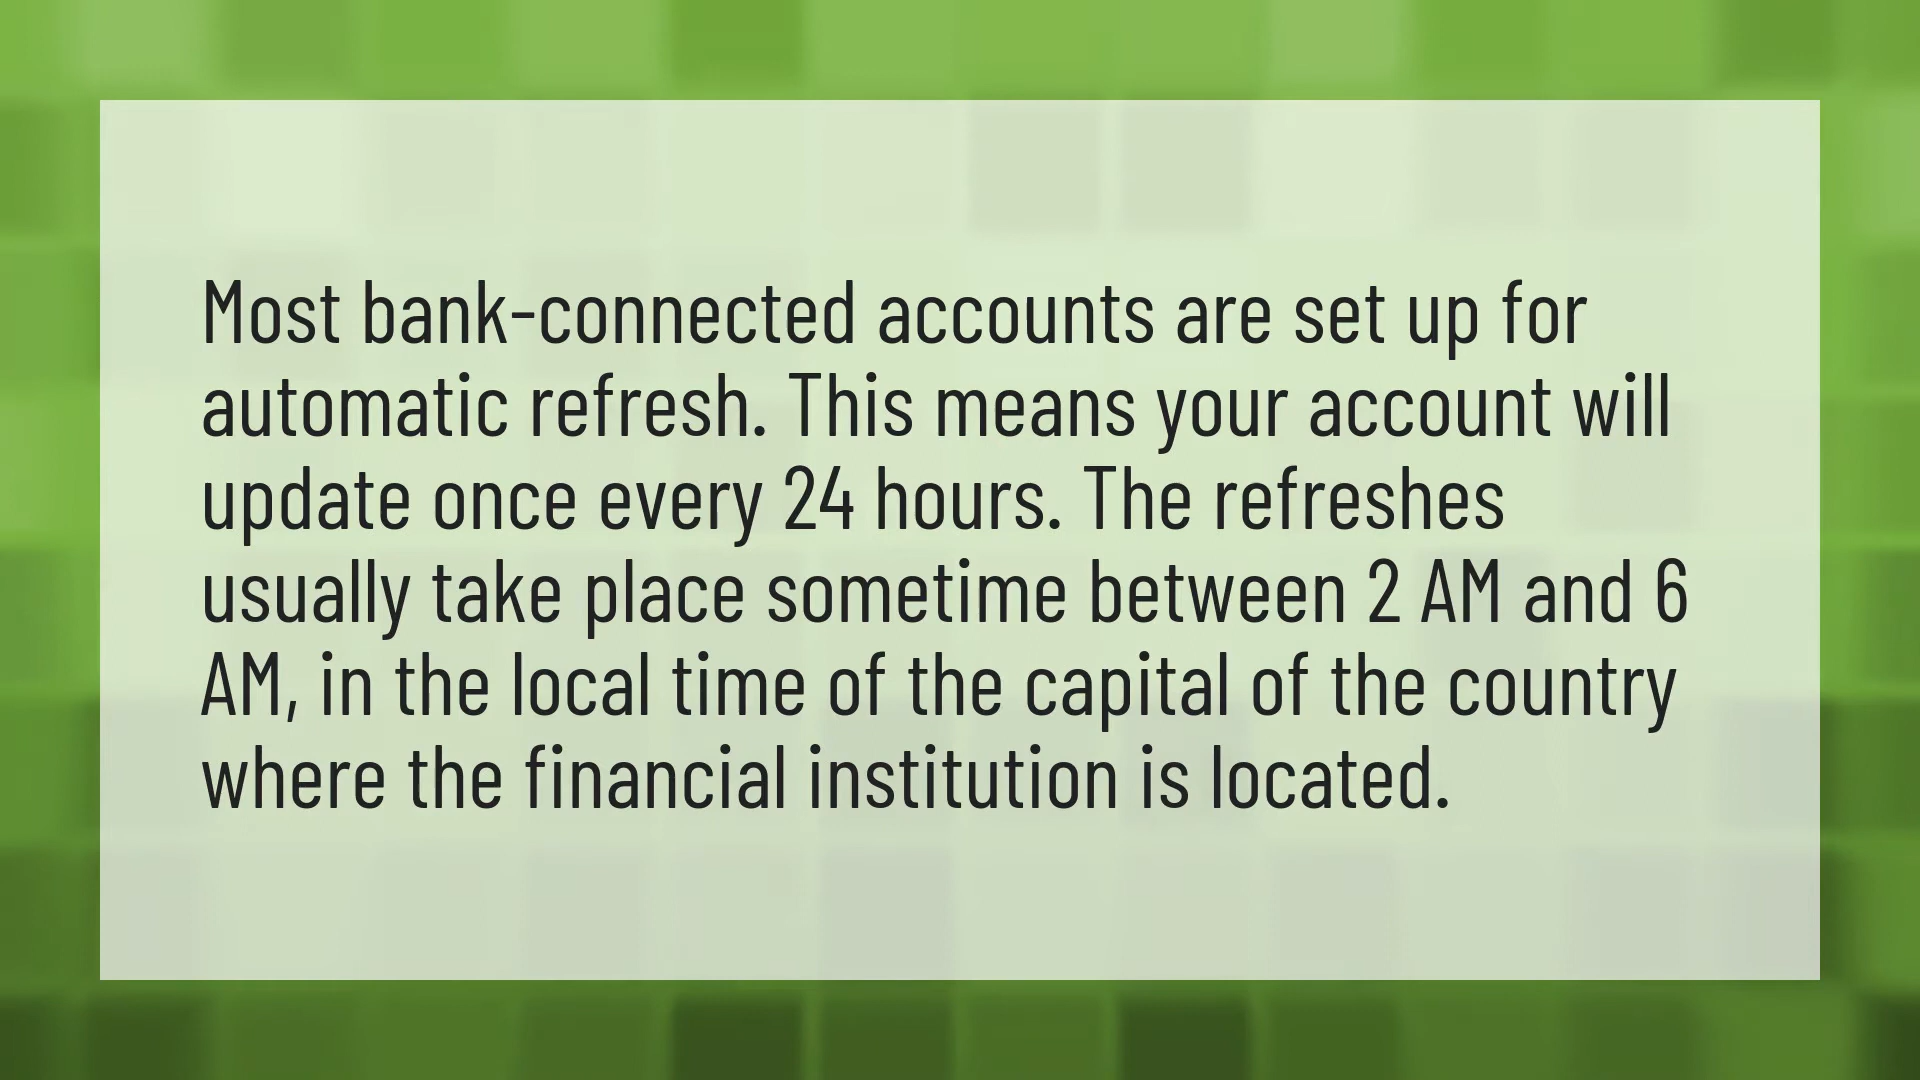 Most bank-connected accounts are set up for
automatic refresh. This means your account will
update once every 24 hours. The refreshes
usually take place sometime between 2 AM and 6
AM, in the local time of the capital of the country
where the financial institution is located.